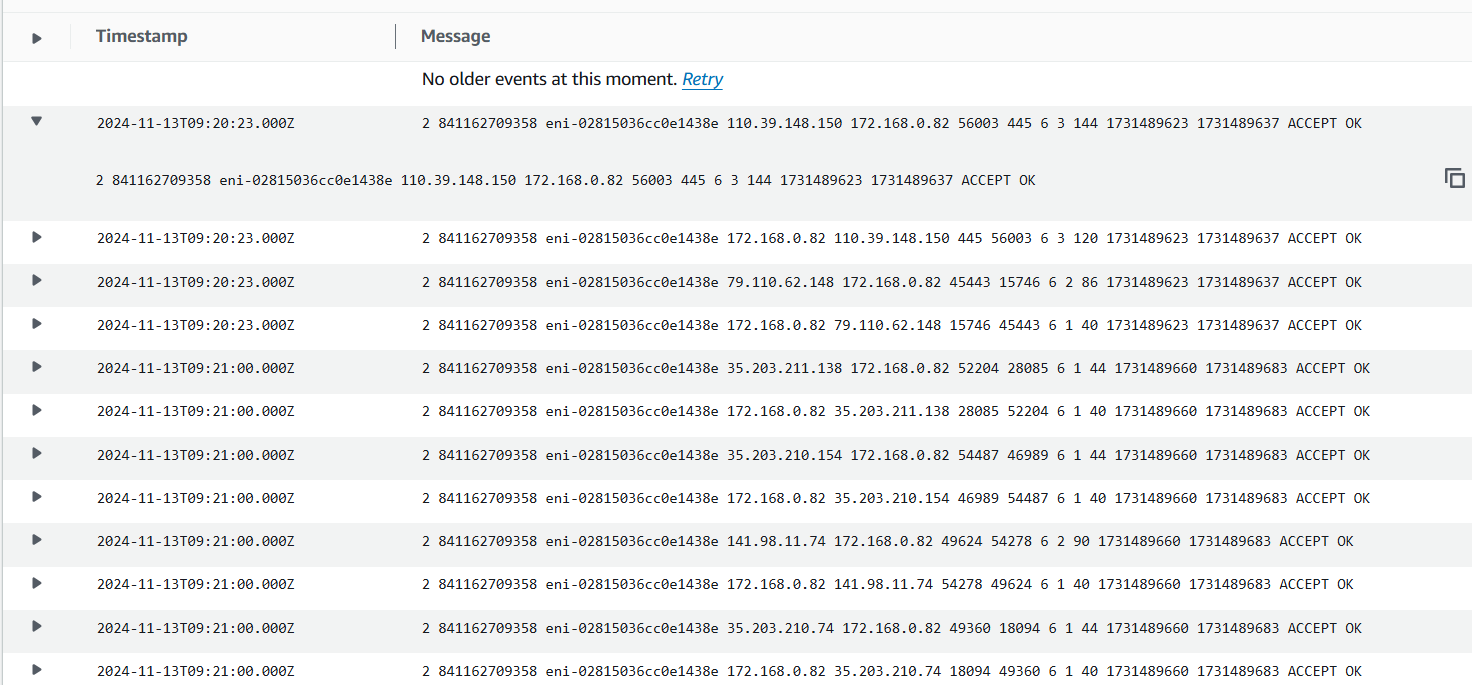 Timestamp Message
No older events at this moment. Retry
2024-11-13T09:20:23.000Z 2 841162709358 eni-02815036cc0e1438e 110.39.148.150 172.168.0.82 56003 445 6 3 144 1731489623 1731489637 ACCEPT OK
2 841162709358 eni-02815036cc0e1438e 110.39.148.150 172.168.0.82 56003 445 6 3 144 1731489623 1731489637 ACCEPT OK
2024-11-13T09:20:23.000Z 2 841162709358 eni-02815036cc0e1438e 172.168.0.82 110.39.148.150 445 56003 6 3 120 1731489623 1731489637 ACCEPT OK
2024-11-13T09:20:23.000Z 2 841162709358 eni-02815036cc0e1438e 79.110.62.148 172.168.0.82 45443 15746 6 2 86 1731489623 1731489637 ACCEPT OK
2024-11-13T09:20:23.000Z 2 841162709358 eni-02815036cc0e1438e 172.168.0.82 79.110.62.148 15746 45443 6 1 40 1731489623 1731489637 ACCEPT OK
2024-11-13T09:21:00.000Z 2 841162709358 eni-02815036cc0e1438e 35.203.211.138 172.168.0.82 52204 28085 6 1 44 1731489660 1731489683 ACCEPT OK
2024-11-13T09:21:00.000Z 2 841162709358 eni-02815036cc0e1438e 172.168.0.82 35.203.211.138 28085 52204 6 1 40 1731489660 1731489683 ACCEPT OK
2024-11-13T09:21:00.000Z 2 841162709358 eni-02815036cc0e1438e 35.203.210.154 172.168.0.82 54487 46989 6 1 44 1731489660 1731489683 ACCEPT OK
2024-11-13T09:21:00.000Z 2 841162709358 eni-02815036cc0e1438e 172.168.0.82 35.203.210.154 46989 54487 6 1 40 1731489660 1731489683 ACCEPT OK
2024-11-13T09:21:00.000Z 2 841162709358 eni-02815036cc0e1438e 141.98.11.74 172.168.0.82 49624 54278 6 2 90 1731489660 1731489683 ACCEPT OK
2024-11-13T09:21:00.000Z 2 841162709358 eni-02815036cc0e1438e 172.168.0.82 141.98.11.74 54278 49624 6 1 40 1731489660 1731489683 ACCEPT OK
2024-11-13T09:21:00.000Z 2 841162709358 eni-02815036cc0e1438e 35.203.210.74 172.168.0.82 49360 18094 6 1 44 1731489660 1731489683 ACCEPT OK
2024-11-13T09:21:00.000Z 2 841162709358 eni-02815036cc0e1438e 172.168.0.82 35.203.210.74 18094 49360 6 1 40 1731489660 1731489683 ACCEPT OK